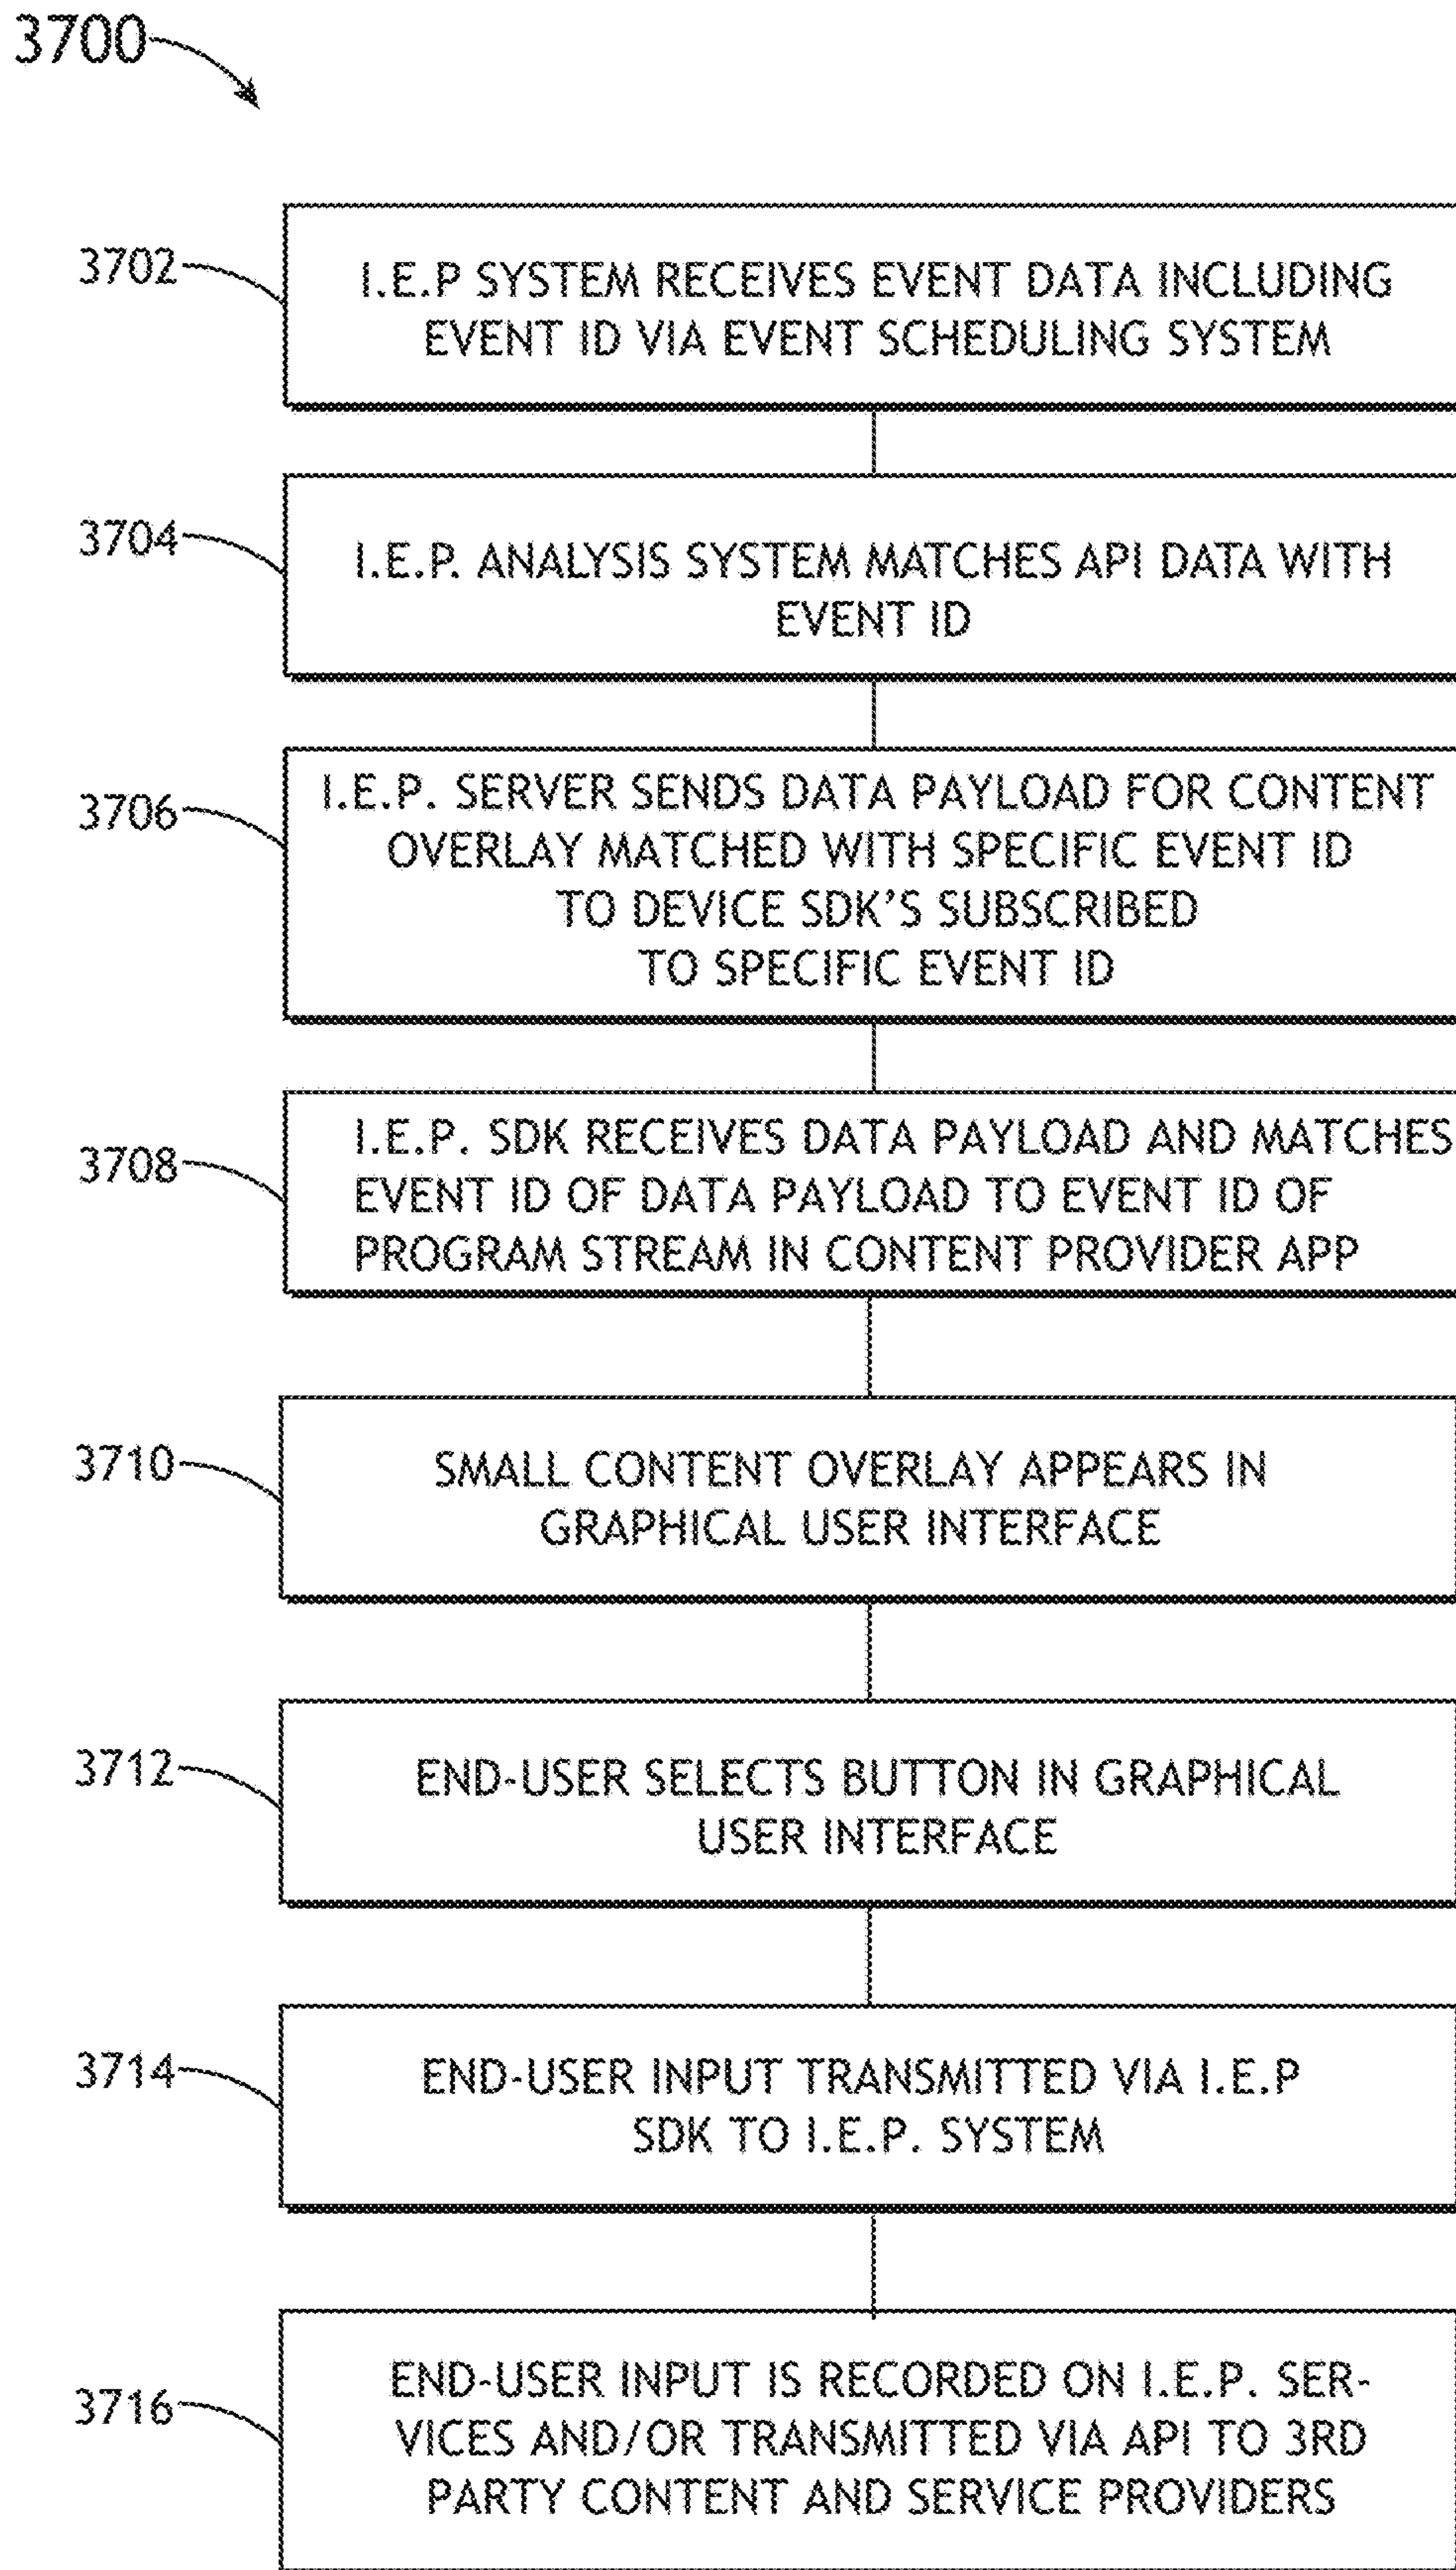 3700
3702
I.E.P SYSTEM RECEIVES EVENT DATA INCLUDING
EVENT ID VIA EVENT SCHEDULING SYSTEM
3704
I.E.P. ANALYSIS SYSTEM MATCHES API DATA WITH
EVENT ID
3706
I.E.P. SERVER SENDS DATA PAYLOAD FOR CONTENT
OVERLAY MATCHED WITH SPECIFIC EVENT ID
TO DEVICE SDK'S SUBSCRIBED
TO SPECIFIC EVENT ID
3708
I.E.P. SDK RECEIVES DATA PAYLOAD AND MATCHES
EVENT ID OF DATA PAYLOAD TO EVENT ID OF
PROGRAM STREAM IN CONTENT PROVIDER APP
3710
SMALL CONTENT OVERLAY APPEARS IN
GRAPHICAL USER INTERFACE
3712
END-USER SELECTS BUTTON IN GRAPHICAL
USER INTERFACE
3714
END-USER INPUT TRANSMITTED VIA I.E.P
SDK TO I.E.P. SYSTEM
3716
END-USER INPUT IS RECORDED ON I.E.P. SER-
VICES AND/OR TRANSMITTED VIA API TO 3RD
PARTY CONTENT AND SERVICE PROVIDERS